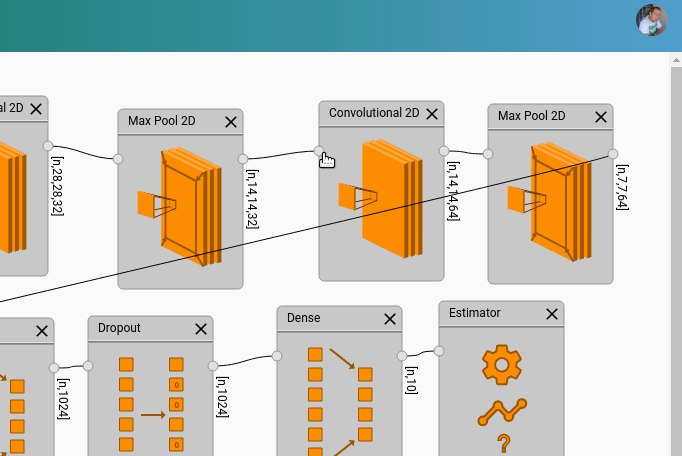 al 2D
Max Pool 2D
Convolutional 2D
Max Pool 2D
[n,28,28,32]
[n,14,14,32]
[n,14,14,64]
[n,7,7,64]
Dropout
Dense
Estimator
[n,1024]
[n,1024]
[n,10]
0
0
0
0
?